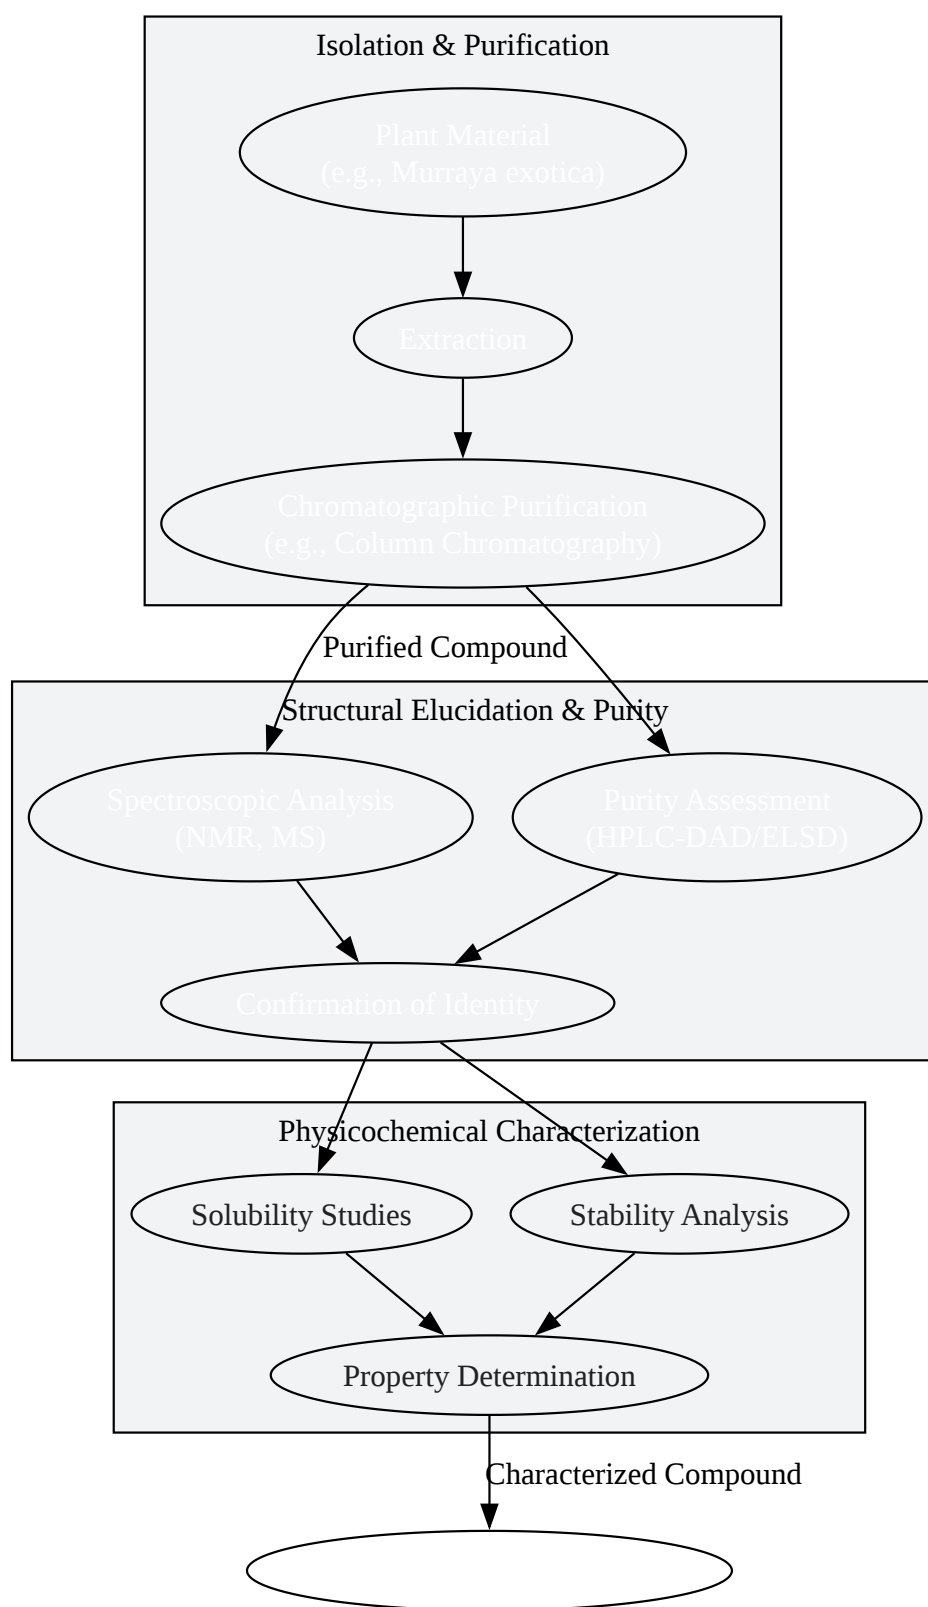 Isolation & Purification
Plant Material
(e.g., Murraya exotica)
Extraction
Chromatographic Purification
(e.g., Column Chromatography)
Purified Compound
Structural Elucidation & Purity
Spectroscopic Analysis
(NMR, MS)
Purity Assessment
(HPLC-DAD/ELSD)
Confirmation of Identity
Physicochemical Characterization
Solubility Studies
Stability Analysis
Property Determination
Characterized Compound